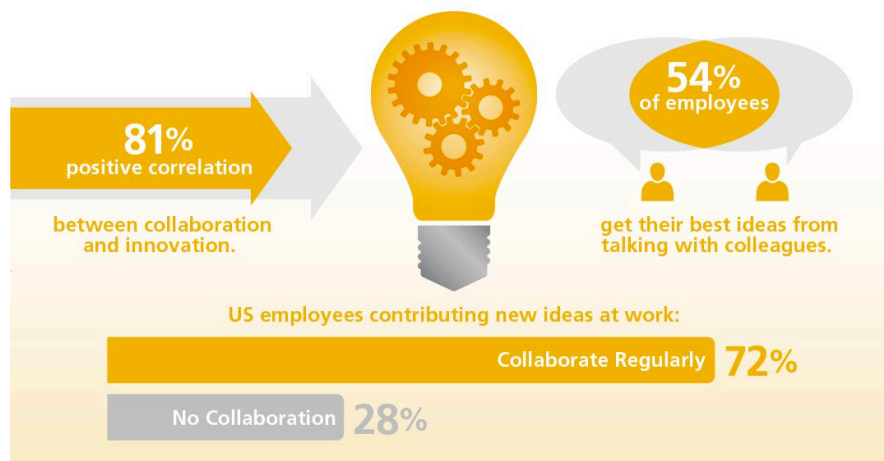 81%
positive correlation
between collaboration
and innovation.
54%
of employees
get their best ideas from
talking with colleagues.
US employees contributing new ideas at work:
Collaborate Regularly 72%
No Collaboration 28%